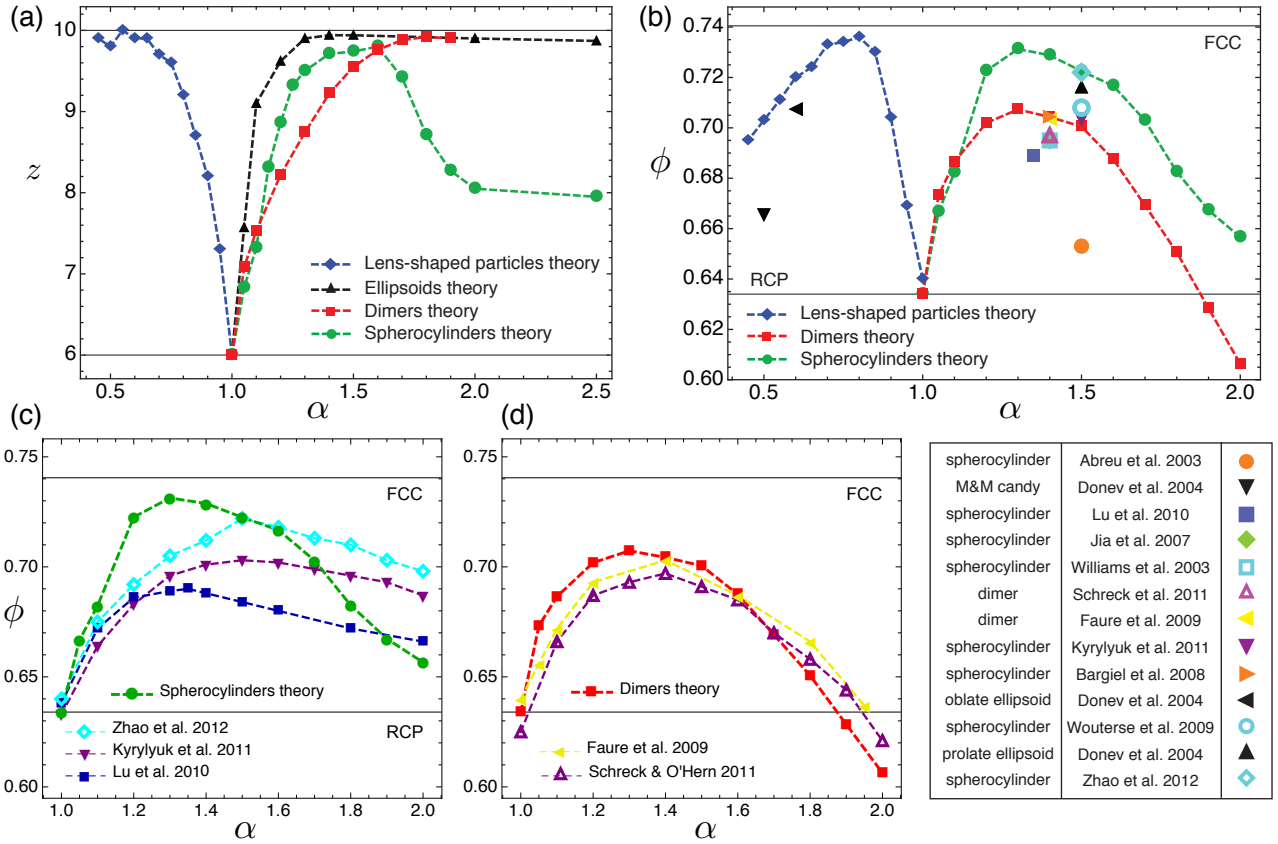 (a)
10
9
8
7
6
z
0.5
1.0
1.5
2.0
2.5
α
Lens-shaped particles theory
Ellipsoids theory
Dimers theory
Spherocylinders theory
(b)
0.74
0.72
0.70
0.68
0.66
0.64
0.62
0.60
ϕ
FCC
RCP
Lens-shaped particles theory
Dimers theory
Spherocylinders theory
0.5
1.0
1.5
2.0
α
(c)
0.75
0.70
0.65
0.60
ϕ
FCC
Spherocylinders theory
RCP
Zhao et al. 2012
Kyrylyuk et al. 2011
Lu et al. 2010
1.0
1.2
1.4
1.6
1.8
2.0
α
(d)
0.75
0.70
0.65
0.60
FCC
Dimers theory
RCP
Faure et al. 2009
Schreck & O'Hern 2011
1.0
1.2
1.4
1.6
1.8
2.0
α
spherocylinder Abreu et al. 2003
M&M candy Donev et al. 2004
spherocylinder Lu et al. 2010
spherocylinder Jia et al. 2007
spherocylinder Williams et al. 2003
dimer Schreck et al. 2011
dimer Faure et al. 2009
spherocylinder Kyrylyuk et al. 2011
spherocylinder Bargiel et al. 2008
oblate ellipsoid Donev et al. 2004
spherocylinder Wouterse et al. 2009
prolate ellipsoid Donev et al. 2004
spherocylinder Zhao et al. 2012